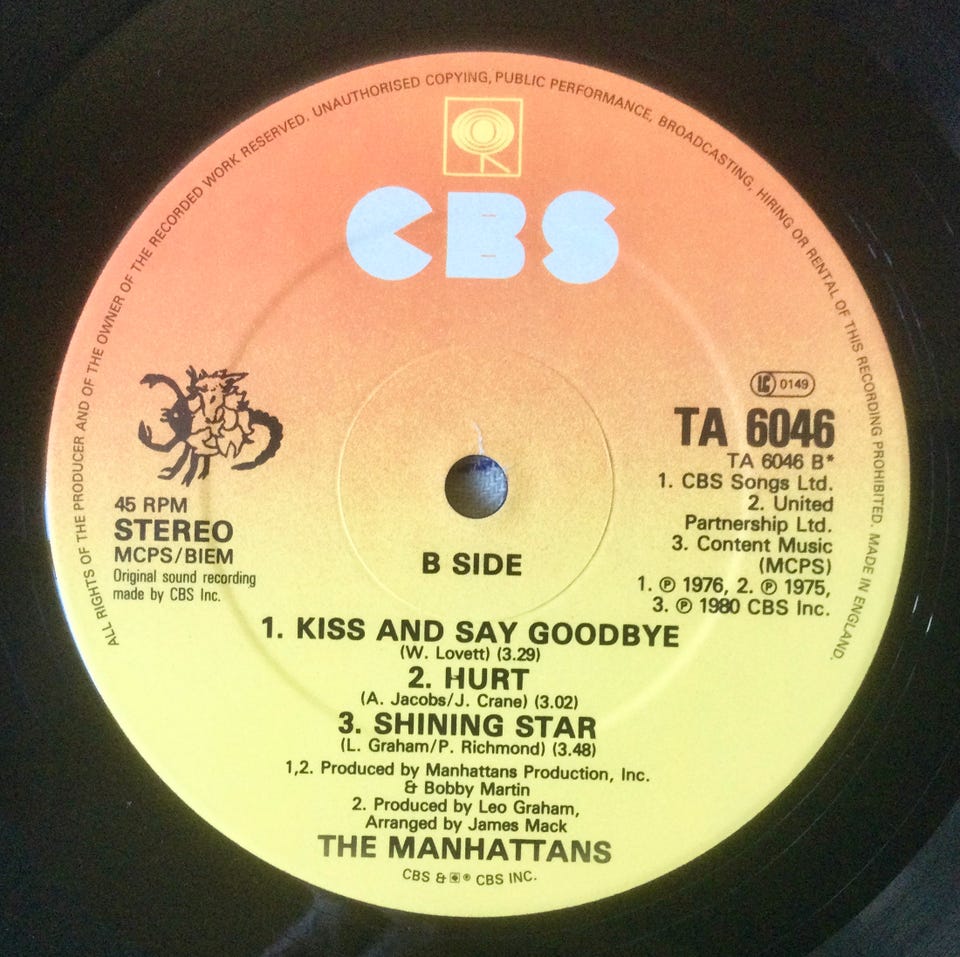 ALL RIGHTS OF THE PRODUCER AND OF THE OWNER OF THE RECORDED WORK RESERVED. UNAUTHORISED COPYING, PUBLIC PERFORMANCE, BROADCASTING, HIRING OR RENTAL OF THIS RECORDING PROHIBITED. MADE IN ENGLAND.
CBS
45 RPM
STEREO
MCPS/BIEM
Original sound recording
made by CBS Inc.
LC 0149
TA 6046
TA 6046 B*
1. CBS Songs Ltd.
2. United
Partnership Ltd.
3. Content Music
(MCPS)
1. ℗ 1976, 2. ℗ 1975,
3. ℗ 1980 CBS Inc.
B SIDE
1. KISS AND SAY GOODBYE
(W. Lovett) (3.29)
2. HURT
(A. Jacobs/J. Crane) (3.02)
3. SHINING STAR
(L. Graham/P. Richmond) (3.48)
1,2. Produced by Manhattans Production, Inc.
& Bobby Martin
2. Produced by Leo Graham,
Arranged by James Mack
THE MANHATTANS
CBS & ® CBS INC.